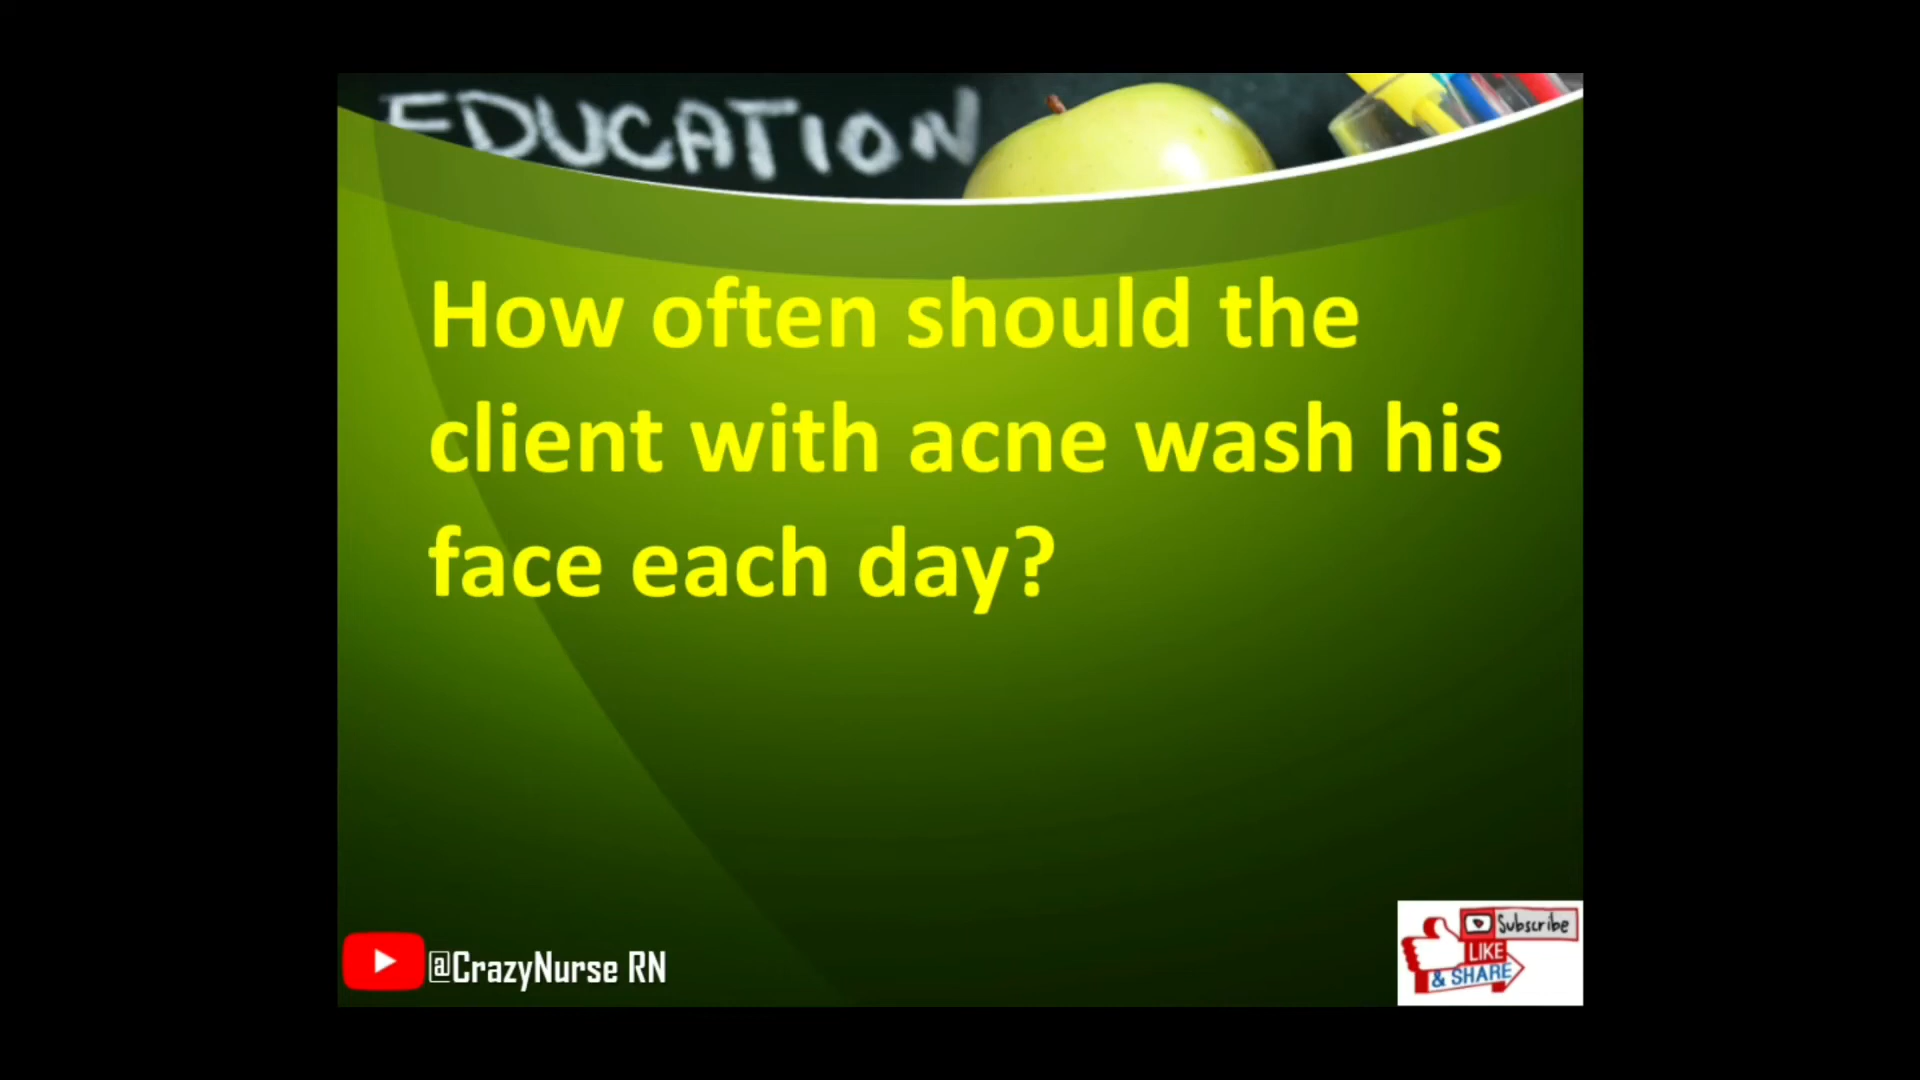 EDUCATION
How often should the
client with acne wash his
face each day?
@CrazyNurse RN
Subscribe
LIKE
& SHARE